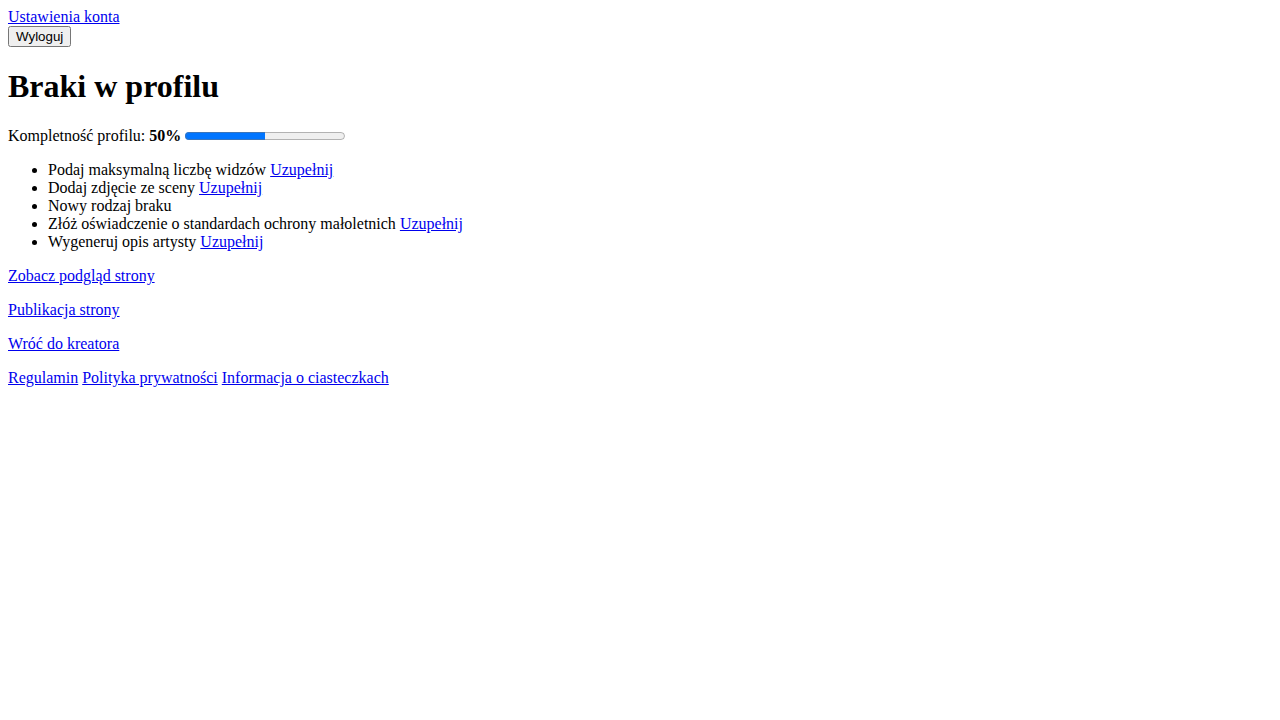 Ustawienia konta
Wyloguj
Braki w profilu
Kompletność profilu: 50%
Podaj maksymalną liczbę widzów Uzupełnij
Dodaj zdjęcie ze sceny Uzupełnij
Nowy rodzaj braku
Złóż oświadczenie o standardach ochrony małoletnich Uzupełnij
Wygeneruj opis artysty Uzupełnij
Zobacz podgląd strony
Publikacja strony
Wróć do kreatora
Regulamin Polityka prywatności Informacja o ciasteczkach